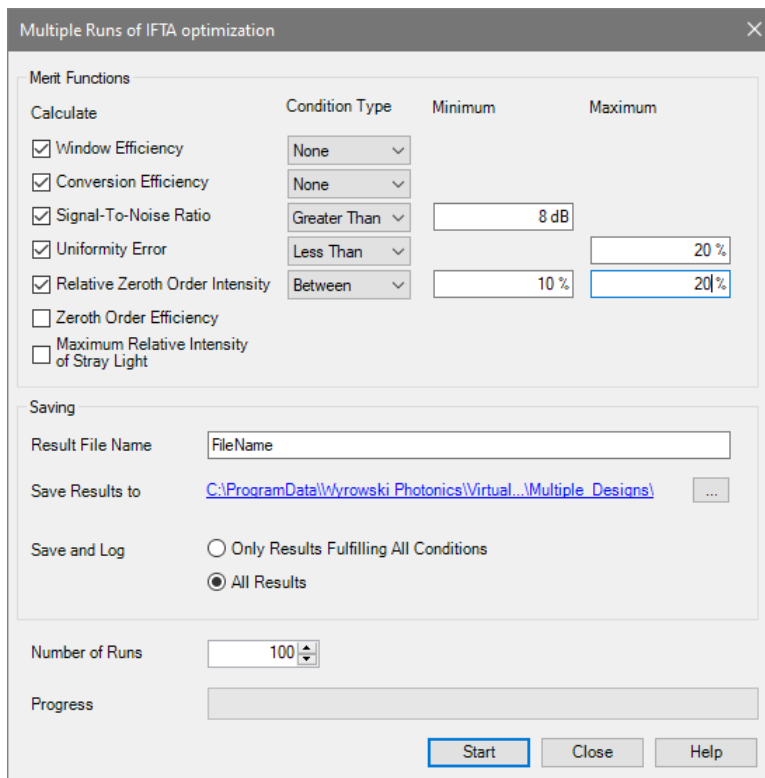 Multiple Runs of IFTA optimization
Merit Functions
Calculate Condition Type Minimum Maximum
Window Efficiency None
Conversion Efficiency None
Signal-To-Noise Ratio Greater Than 8 dB
Uniformity Error Less Than 20 %
Relative Zeroth Order Intensity Between 10 % 20 %
Zeroth Order Efficiency
Maximum Relative Intensity
of Stray Light
Saving
Result File Name FileName
Save Results to C:\ProgramData\Wyrowski Photonics\Virtual...\Multiple_Designs\ ...
Save and Log Only Results Fulfilling All Conditions
All Results
Number of Runs 100
Progress
Start Close Help